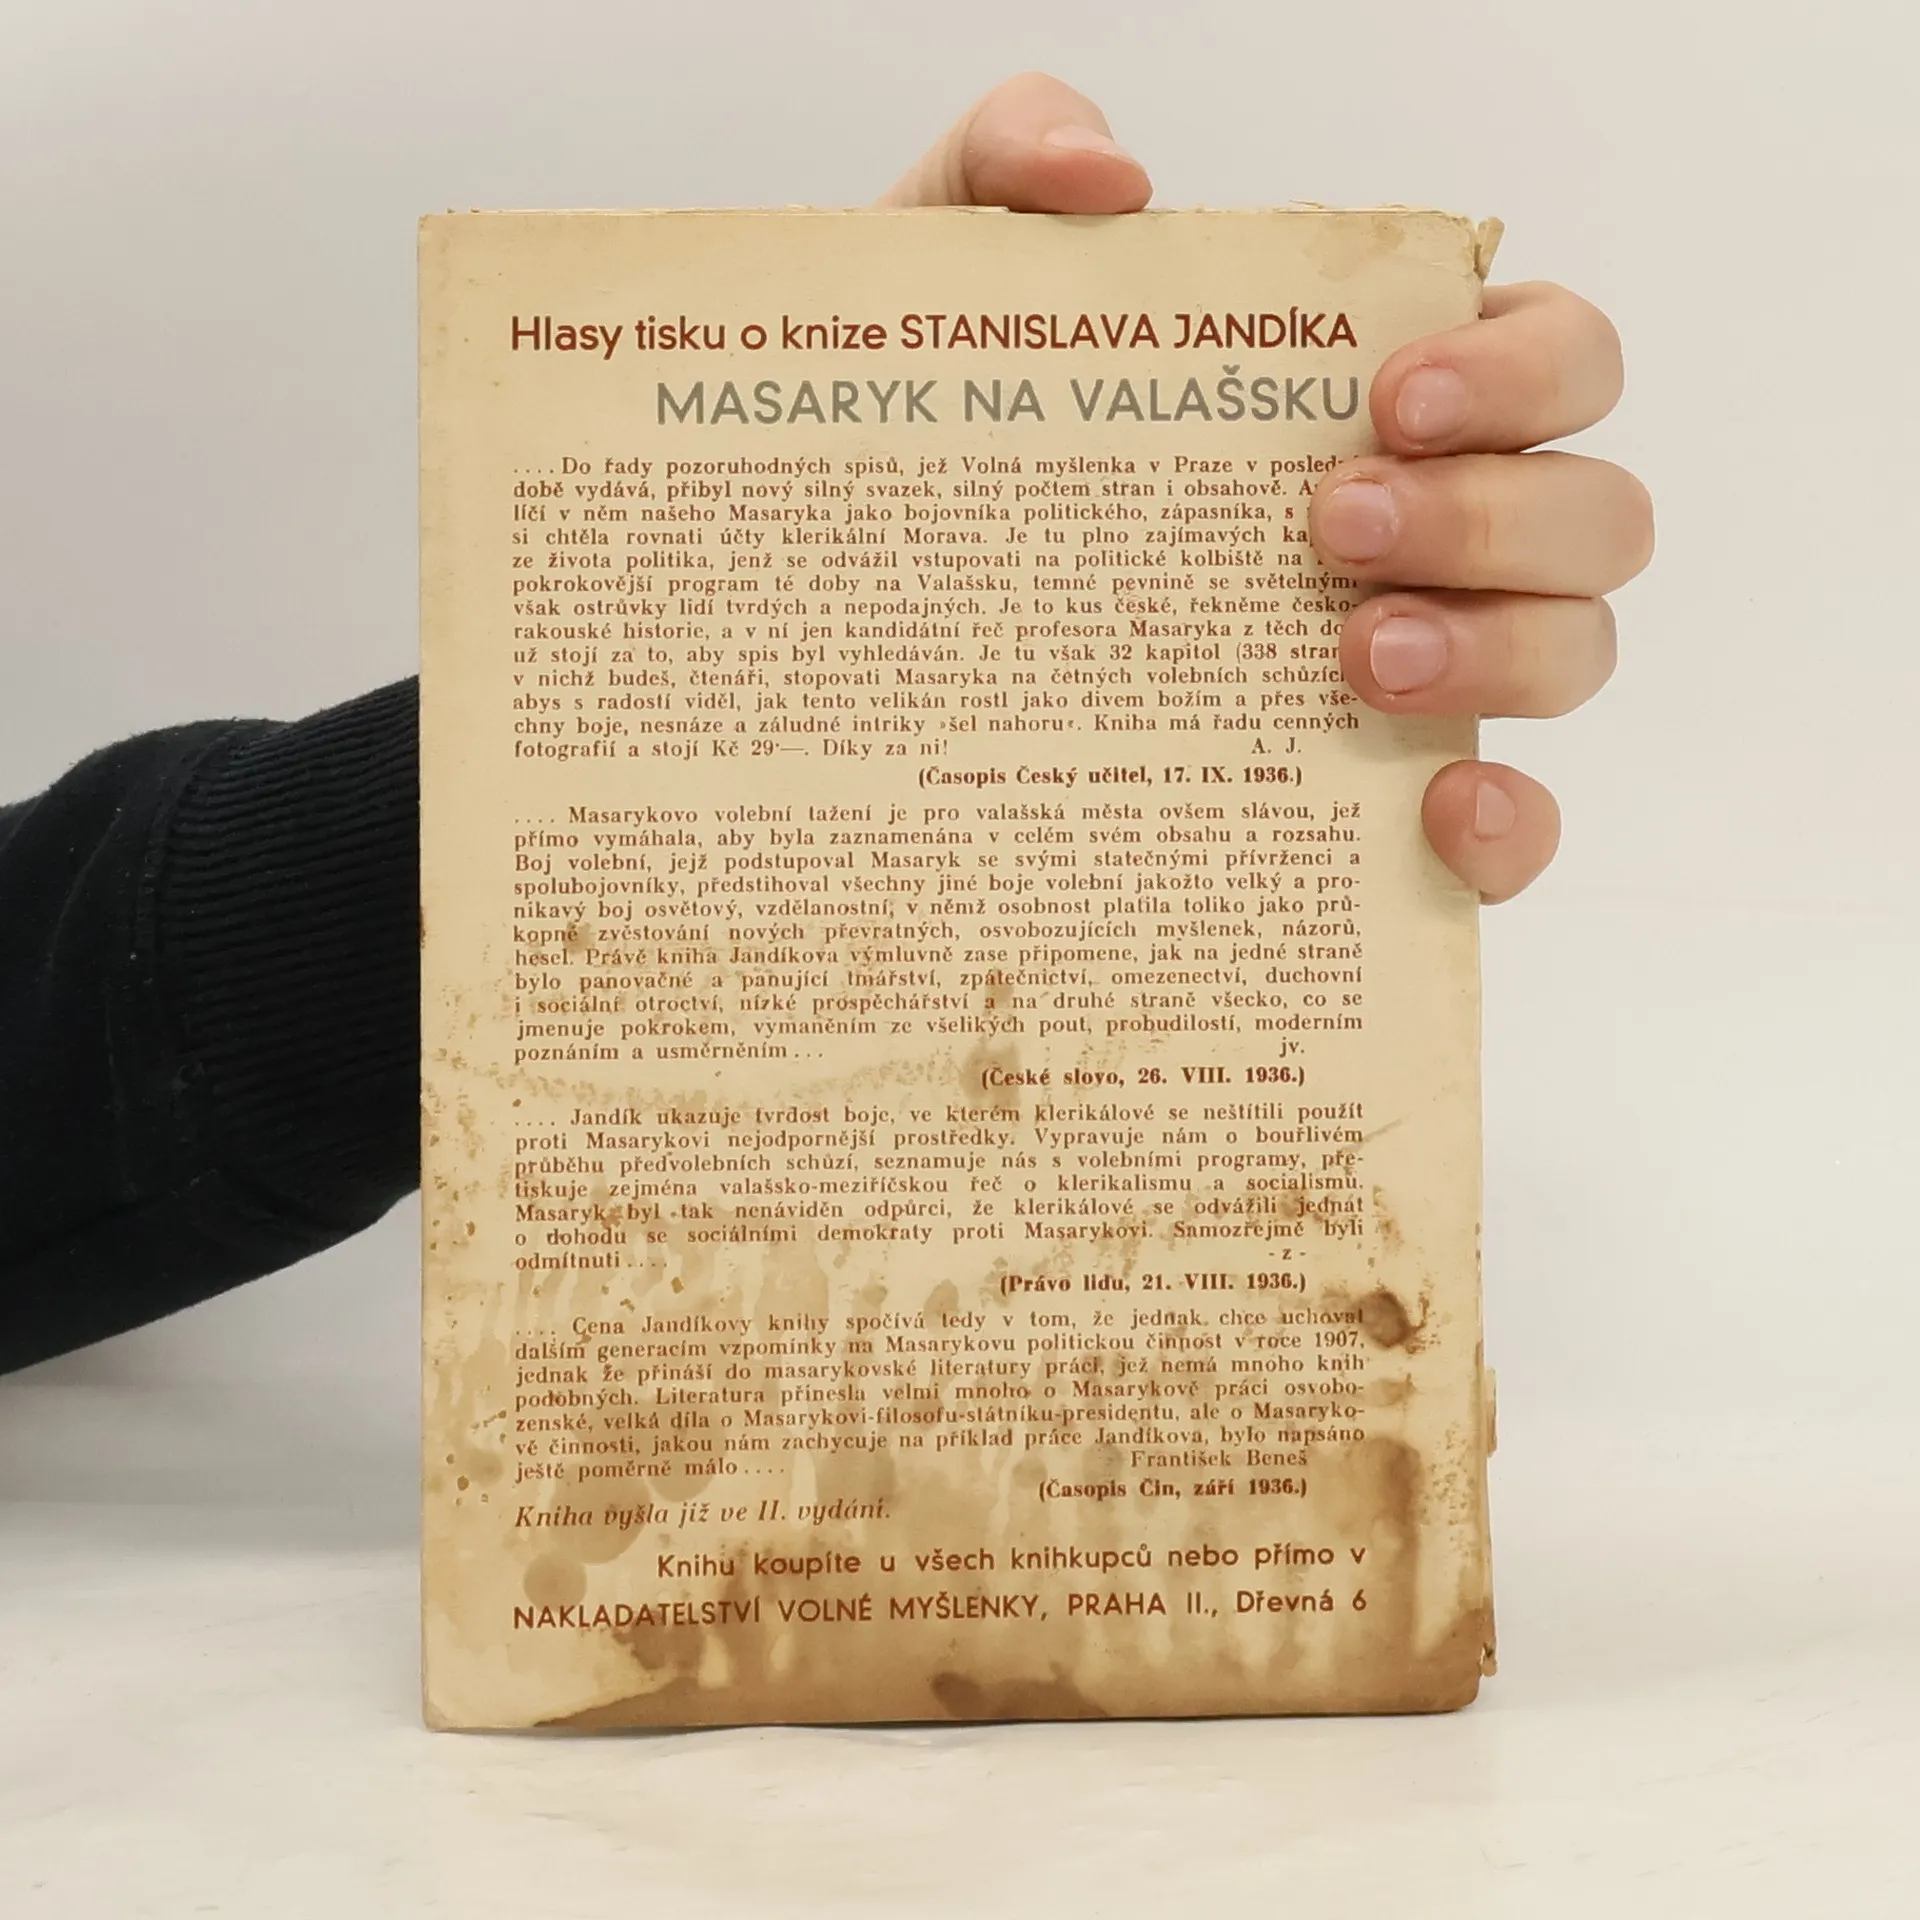 Hlasy tisku o knize STANISLAVA JANDÍKA
MASARYK NA VALAŠSKU
.... Do řady pozoruhodných spisů, jež Volná myšlenka v Praze v
době vydává, přibyl nový silný svazek, silný počtem stran i obsahově.
líčí v něm našeho Masaryka jako bojovníka politického, zápasníka, s
si chtěla rovnati účty klerikální Morava. Je tu plno zajímavých
ze života politika, jenž se odvážil vstupovati na politické kolbiště na
pokrokovější program té doby na Valašsku, temné pevnině se světelnými
však ostrůvky lidí tvrdých a nepodajných. Je to kus české, řekněme česko-
rakouské historie, a v ní jen kandidátní řeč profesora Masaryka z těch
už stojí za to, aby spis byl vyhledáván. Je tu však 32 kapitol (338
v nichž budeš, čtenáři, stopovati Masaryka na četných volebních
abys s radostí viděl, jak tento velikán rostl jako divem božím a přes vše-
chny boje, nesnáze a záludné intriky »šel nahoru«. Kniha má řadu cenných
fotografií a stojí Kč 29·—. Díky za ni! A. J.
(Časopis Český učitel, 17. IX. 1936.)
.... Masarykovo volební tažení je pro valašská města ovšem slávou, jež
přímo vymáhala, aby byla zaznamenána v celém svém obsahu a rozsahu.
Boj volební, jejž podstupoval Masaryk se svými statečnými přívrženci a
spolubojovníky, předstihoval všechny jiné boje volební jakožto velký a pro-
nikavý boj osvětový, vzdělanostní, v němž osobnost platila toliko jako prů-
kopné zvěstování nových převratných, osvobozujících myšlenek, názorů,
hesel. Právě kniha Jandíkova výmluvně zase připomene, jak na jedné straně
bylo panovačné a panující tmářství, zpátečnictví, omezenectví, duchovní
i sociální otroctví, nízké prospěchářství a na druhé straně všecko, co se
jmenuje pokrokem, vymaněním ze všelikých pout, probudilostí, moderním
poznáním a usměrněním... jv.
(České slovo, 26. VIII. 1936.)
.... Jandík ukazuje tvrdost boje, ve kterém klerikálové se neštítili použít
proti Masarykovi nejodpornější prostředky. Vypravuje nám o bouřlivém
průběhu předvolebních schůzí, seznamuje nás s volebními programy, pře-
tiskuje zejména valašsko-meziříčskou řeč o klerikalismu a socialismu.
Masaryk byl tak nenáviděn odpůrci, že klerikálové se odvážili jednat
o dohodu se sociálními demokraty proti Masarykovi. Samozřejmě byli
odmítnuti.... - z -
(Právo lidu, 21. VIII. 1936.)
.... Cena Jandíkovy knihy spočívá tedy v tom, že jednak chce uchovat
dalším generacím vzpomínky na Masarykovu politickou činnost v roce 1907,
jednak že přináší do masarykovské literatury práci, jež nemá mnoho knih
podobných. Literatura přinesla velmi mnoho o Masarykově práci osvobo-
zenské, velká díla o Masarykovi-filosofu-státníku-presidentu, ale o Masaryko-
vě činnosti, jakou nám zachycuje na příklad práce Jandíkova, bylo napsáno
ještě poměrně málo.... František Beneš
(Časopis Čin, září 1936.)
Kniha vyšla již ve II. vydání.
Knihu koupíte u všech knihkupců nebo přímo v
NAKLADATELSTVÍ VOLNÉ MYŠLENKY, PRAHA II., Dřevná 6